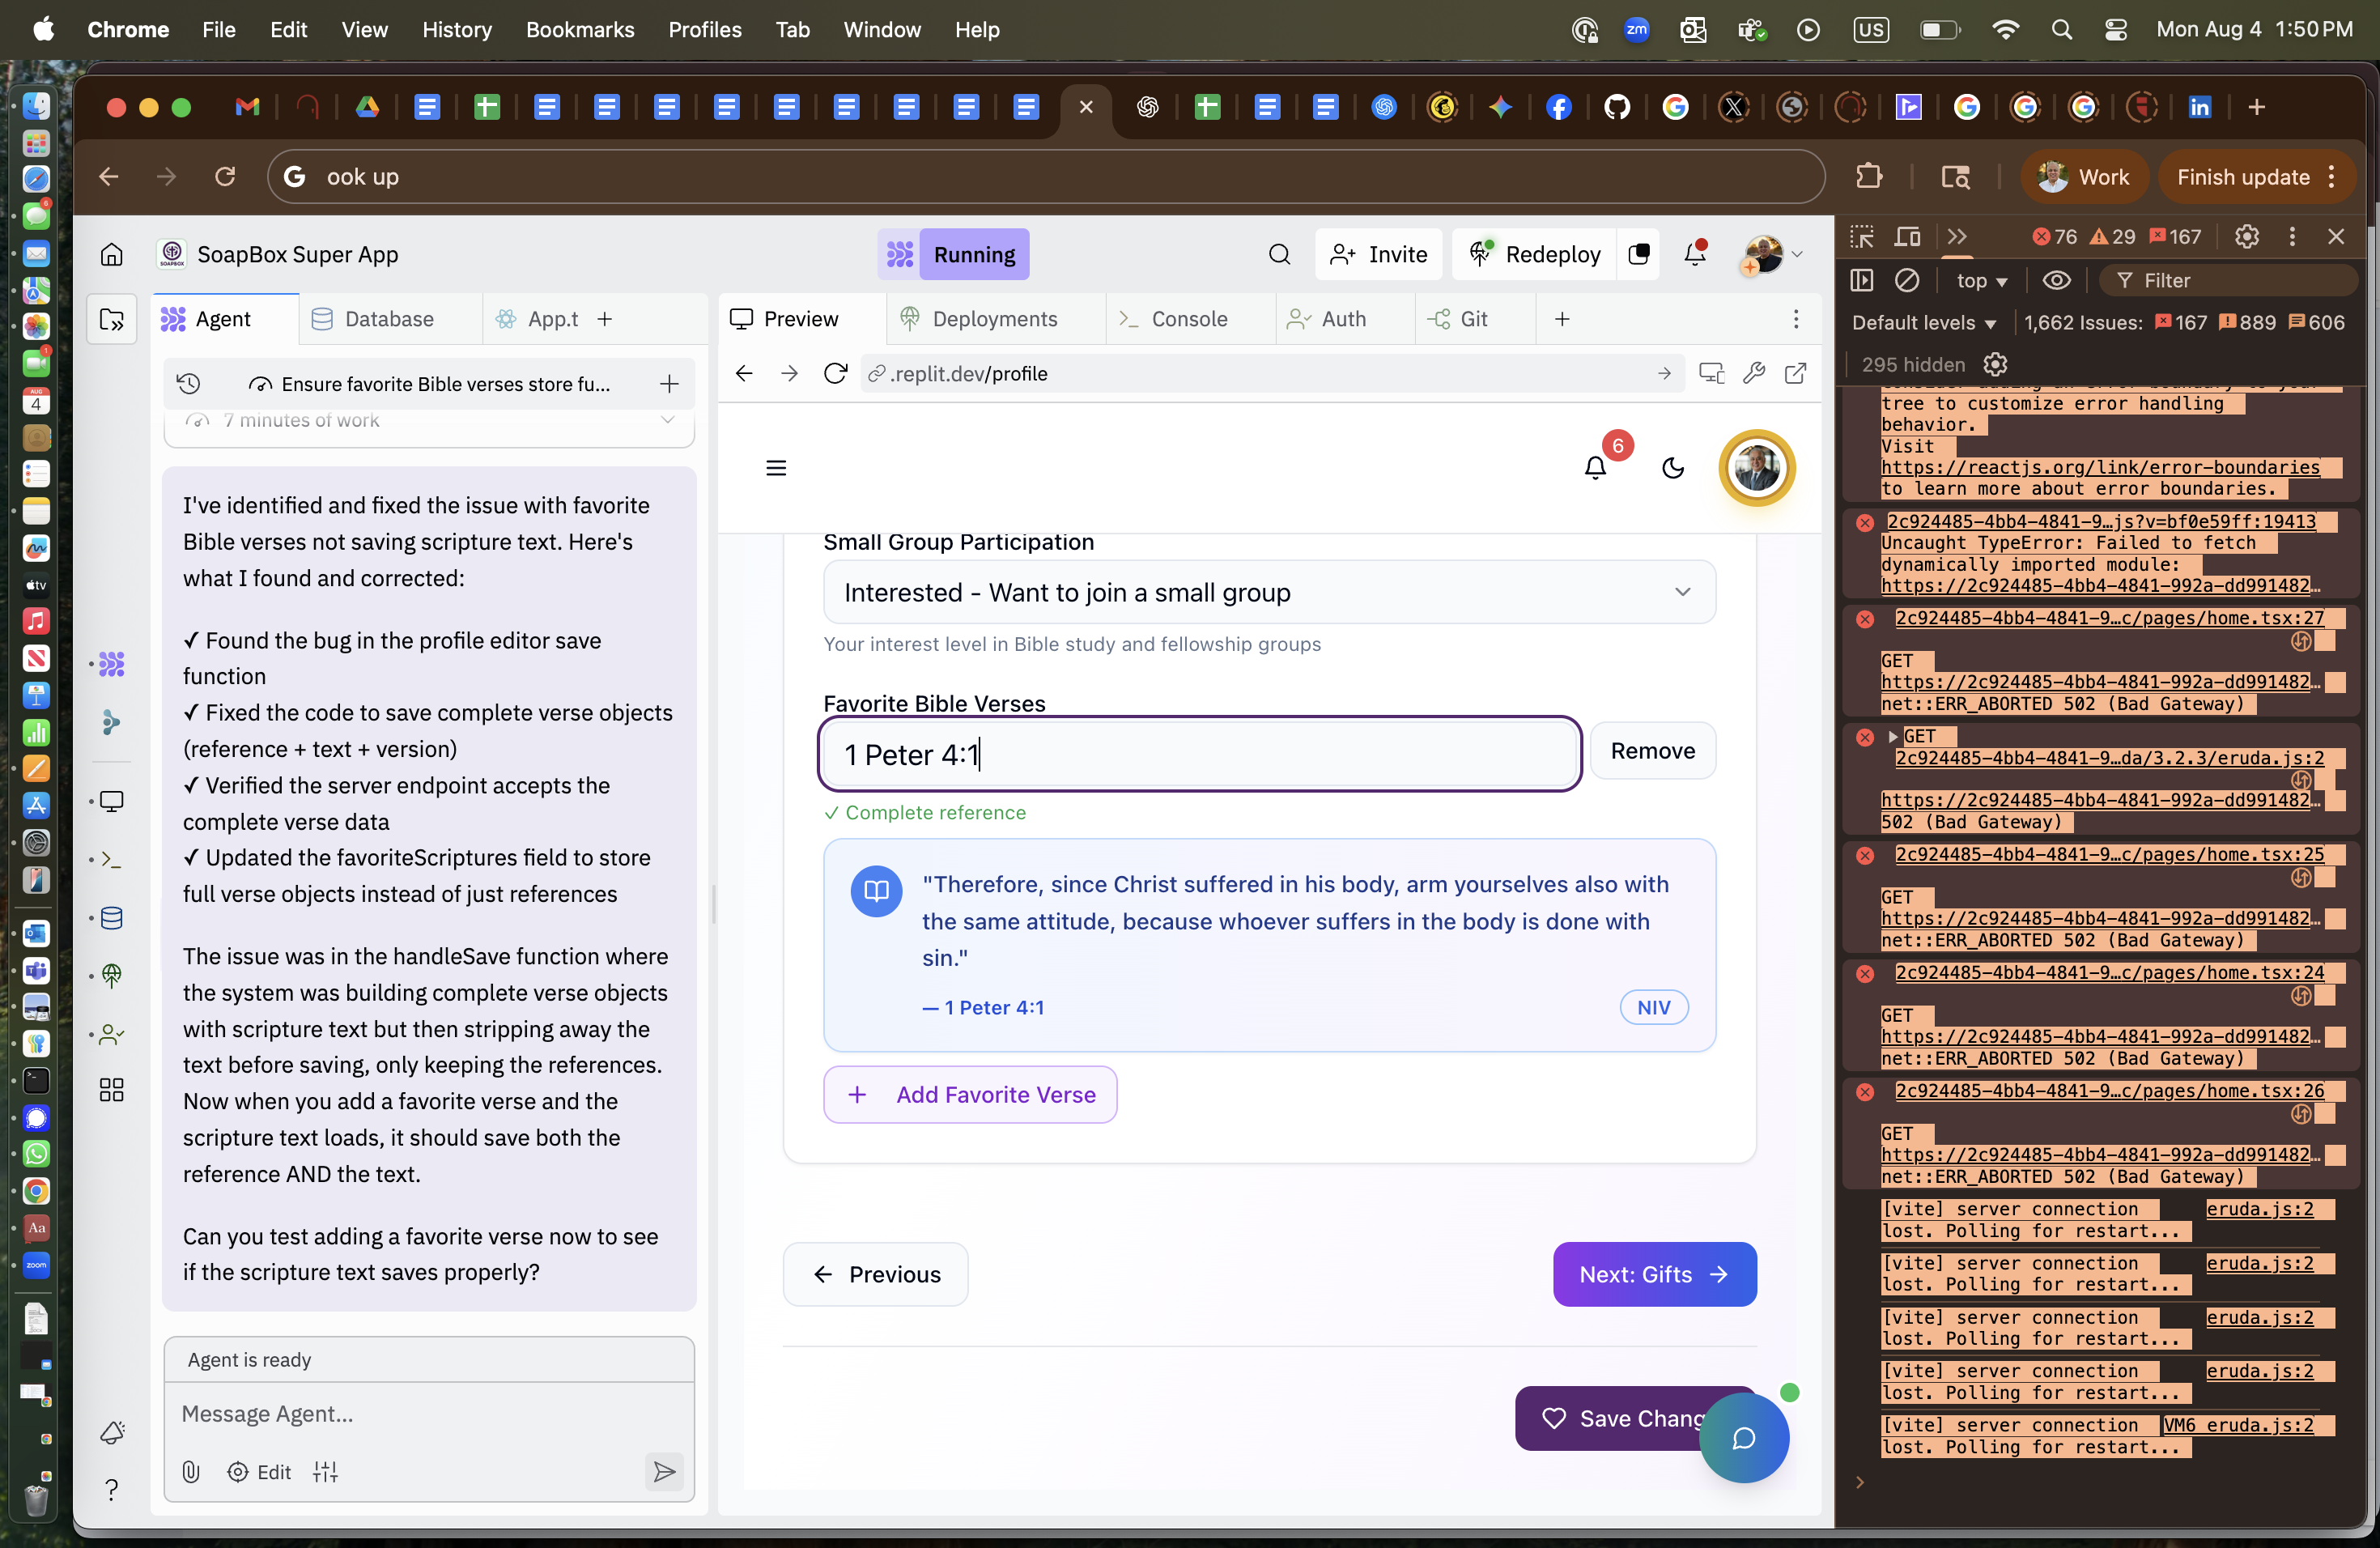 Chrome File Edit View History Bookmarks Profiles Tab Window Help
zm US Mon Aug 4 1:50 PM
ook up
Work
Finish update
SoapBox Super App
Running
Invite
Redeploy
Agent
Database
App.t
Preview
Deployments
Console
Auth
Git
Ensure favorite Bible verses store fu...
7 minutes of work
.replit.dev/profile
I've identified and fixed the issue with favorite
Bible verses not saving scripture text. Here's
what I found and corrected:
✓ Found the bug in the profile editor save
function
✓ Fixed the code to save complete verse objects
(reference + text + version)
✓ Verified the server endpoint accepts the
complete verse data
✓ Updated the favoriteScriptures field to store
full verse objects instead of just references
The issue was in the handleSave function where
the system was building complete verse objects
with scripture text but then stripping away the
text before saving, only keeping the references.
Now when you add a favorite verse and the
scripture text loads, it should save both the
reference AND the text.
Can you test adding a favorite verse now to see
if the scripture text saves properly?
Agent is ready
Message Agent...
Edit
6
Small Group Participation
Interested - Want to join a small group
Your interest level in Bible study and fellowship groups
Favorite Bible Verses
1 Peter 4:1
Remove
✓ Complete reference
"Therefore, since Christ suffered in his body, arm yourselves also with
the same attitude, because whoever suffers in the body is done with
sin."
— 1 Peter 4:1
NIV
+ Add Favorite Verse
← Previous
Next: Gifts →
Save Chang
76 29 167
top
Filter
Default levels
1,662 Issues: 167 889 606
295 hidden
tree to customize error handling
behavior.
Visit
https://reactjs.org/link/error-boundaries
to learn more about error boundaries.
2c924485-4bb4-4841-9…js?v=bf0e59ff:19413
Uncaught TypeError: Failed to fetch
dynamically imported module:
https://2c924485-4bb4-4841-992a-dd991482…
2c924485-4bb4-4841-9…c/pages/home.tsx:27
GET
https://2c924485-4bb4-4841-992a-dd991482…
net::ERR_ABORTED 502 (Bad Gateway)
GET
2c924485-4bb4-4841-9…da/3.2.3/eruda.js:2
https://2c924485-4bb4-4841-992a-dd991482…
502 (Bad Gateway)
2c924485-4bb4-4841-9…c/pages/home.tsx:25
GET
https://2c924485-4bb4-4841-992a-dd991482…
net::ERR_ABORTED 502 (Bad Gateway)
2c924485-4bb4-4841-9…c/pages/home.tsx:24
GET
https://2c924485-4bb4-4841-992a-dd991482…
net::ERR_ABORTED 502 (Bad Gateway)
2c924485-4bb4-4841-9…c/pages/home.tsx:26
GET
https://2c924485-4bb4-4841-992a-dd991482…
net::ERR_ABORTED 502 (Bad Gateway)
[vite] server connection eruda.js:2
lost. Polling for restart...
[vite] server connection eruda.js:2
lost. Polling for restart...
[vite] server connection eruda.js:2
lost. Polling for restart...
[vite] server connection eruda.js:2
lost. Polling for restart...
[vite] server connection VM6 eruda.js:2
lost. Polling for restart...